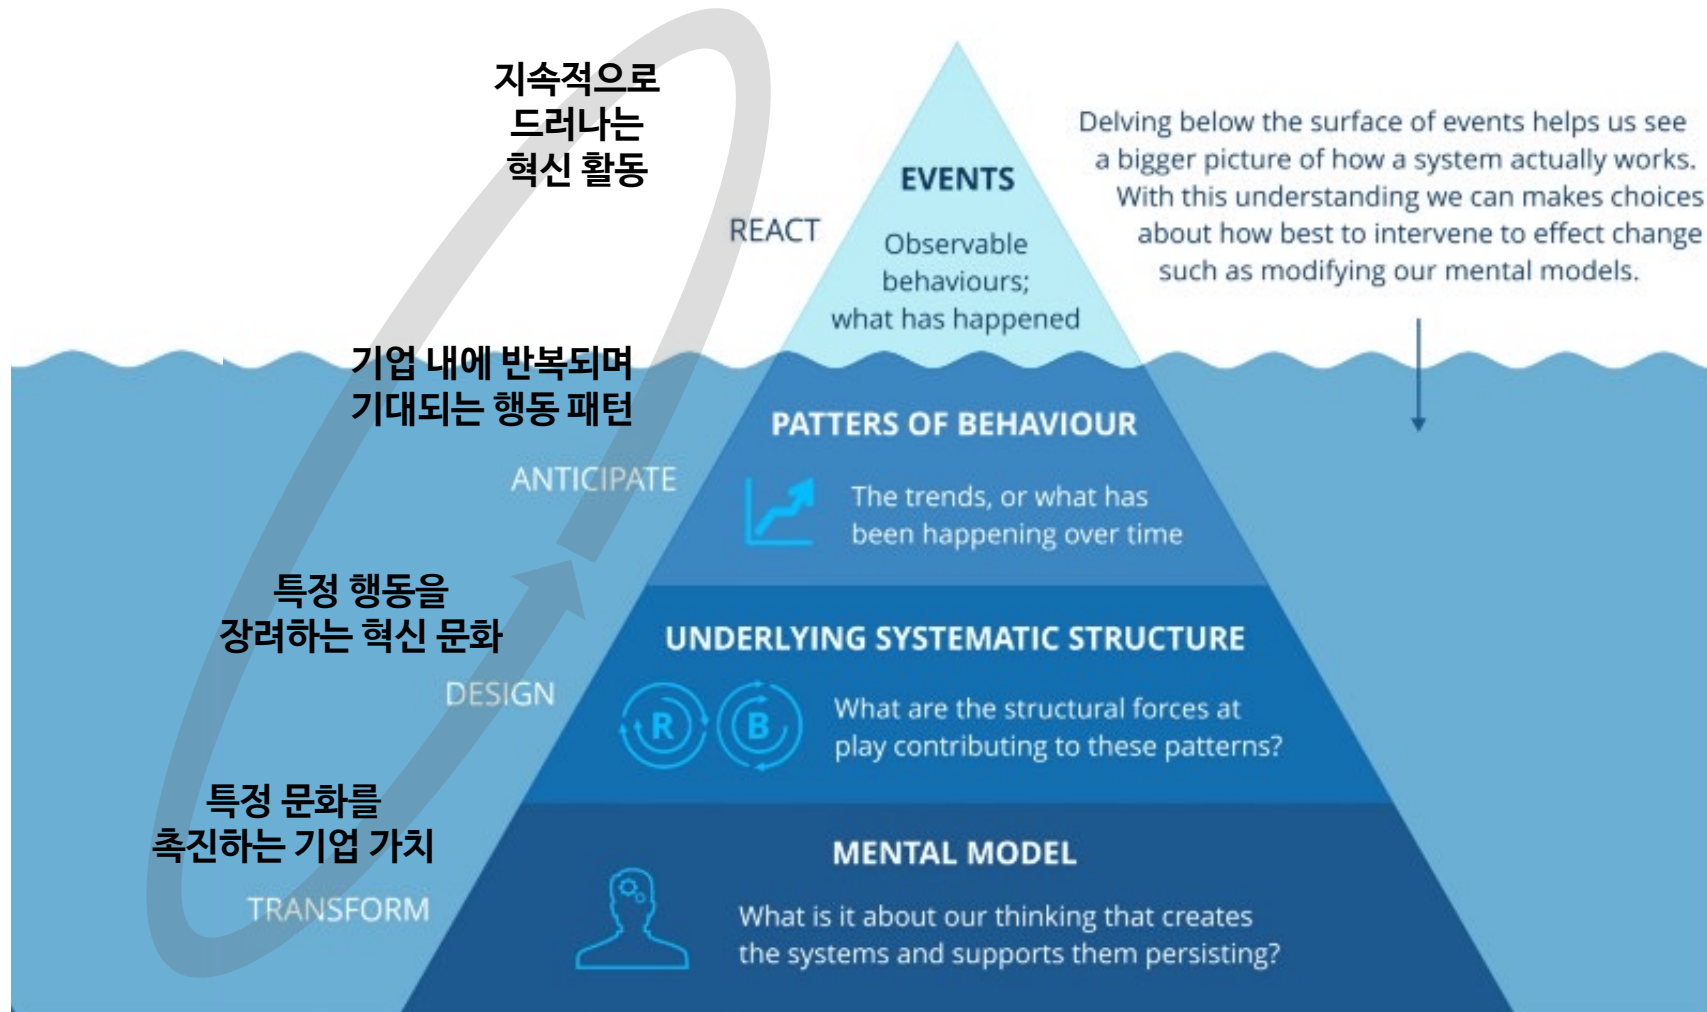 지속적으로
드러나는
혁신 활동
EVENTS
REACT
Observable
behaviours;
what has happened
Delving below the surface of events helps us see
a bigger picture of how a system actually works.
With this understanding we can makes choices
about how best to intervene to effect change
such as modifying our mental models.
기업 내에 반복되며
기대되는 행동 패턴
PATTERS OF BEHAVIOUR
ANTICIPATE
The trends, or what has
been happening over time
특정 행동을
장려하는 혁신 문화
UNDERLYING SYSTEMATIC STRUCTURE
DESIGN
R
B
What are the structural forces at
play contributing to these patterns?
특정 문화를
촉진하는 기업 가치
MENTAL MODEL
TRANSFORM
What is it about our thinking that creates
the systems and supports them persisting?